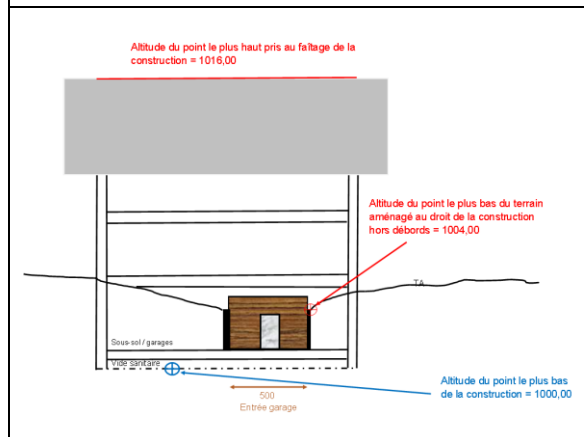 Altitude du point le plus haut pris au faîtage de la
construction = 1016,00
Altitude du point le plus bas du terrain
aménagé au droit de la construction
hors débords = 1004,00
TA
Sous-sol / garages
Vide sanitaire
500
Entrée garage
Altitude du point le plus bas
de la construction = 1000,00